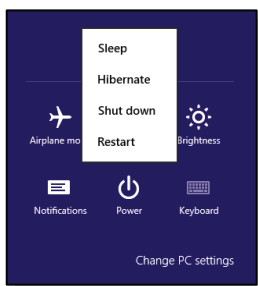 Sleep
Hibernate
Shut down
Restart
Airplane mo
Brightness
Notifications
Power
Keyboard
Change PC settings